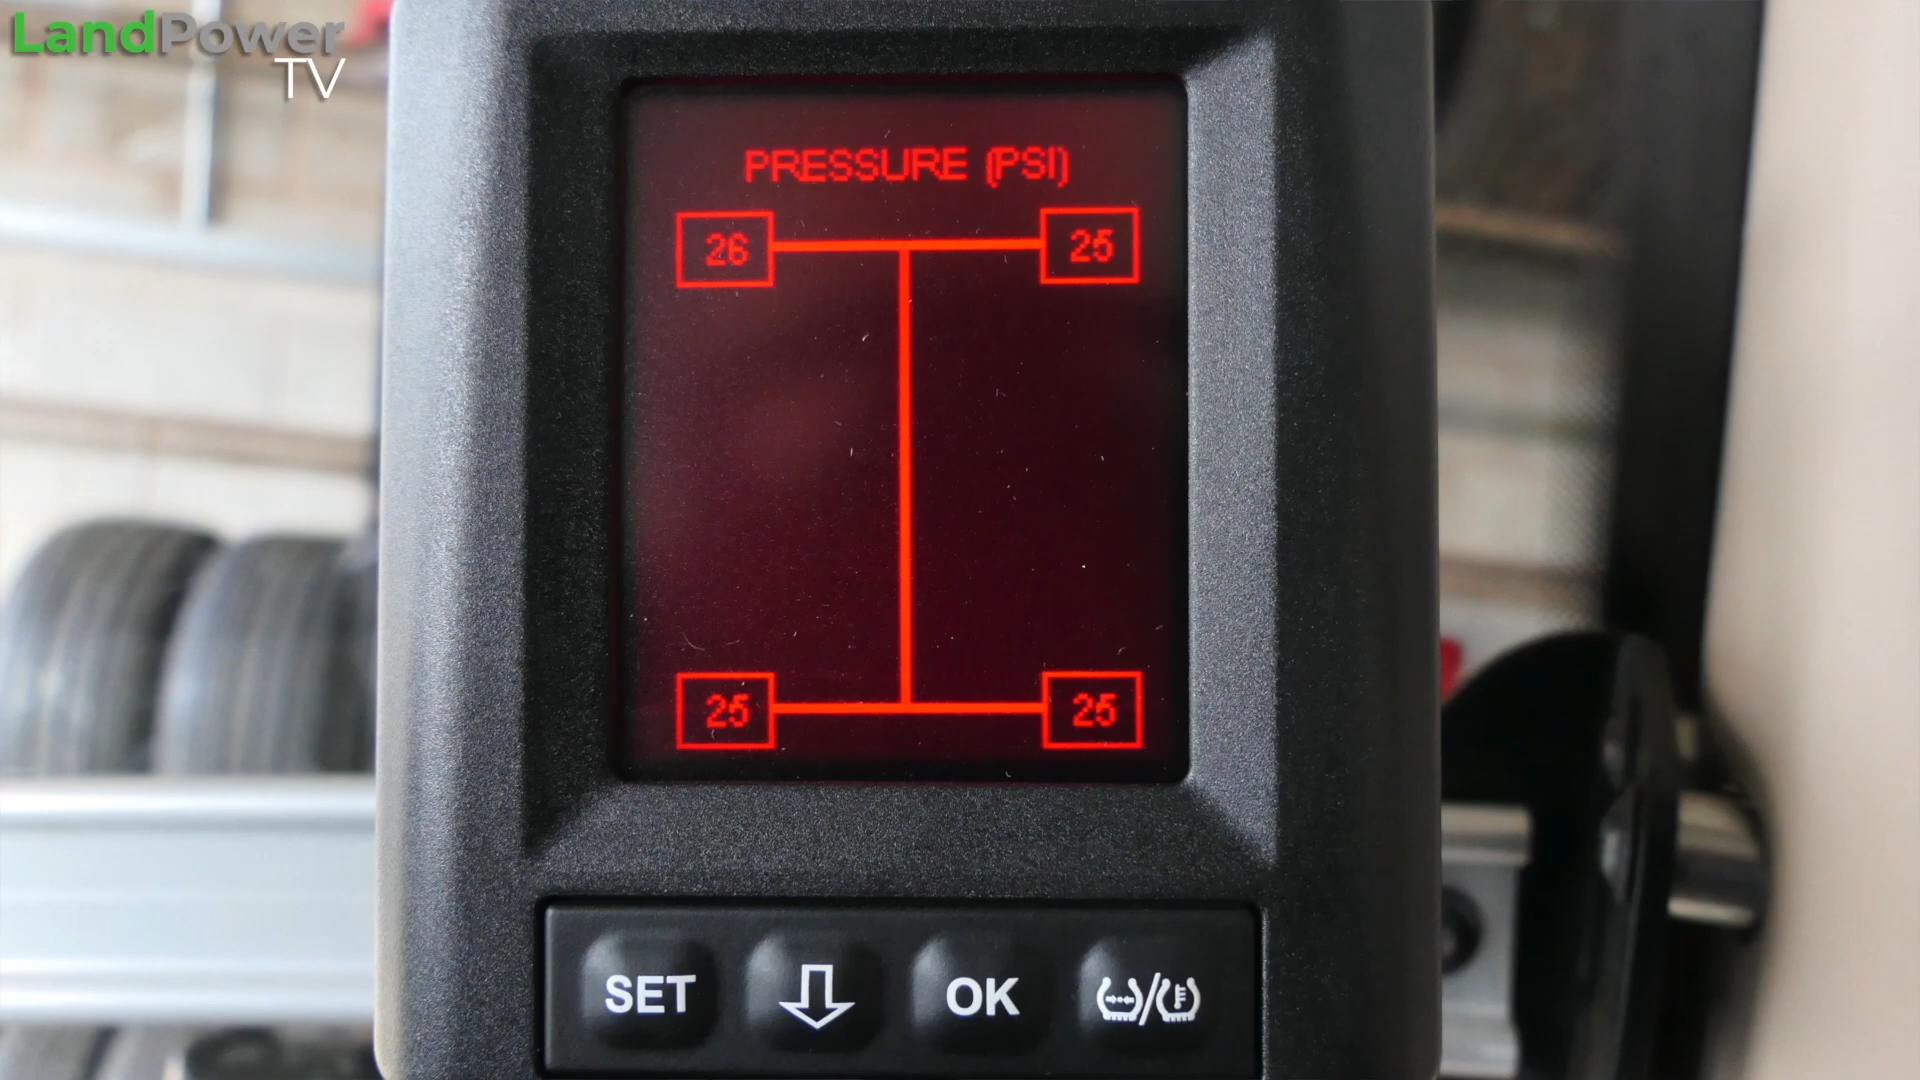 LandPower
TV
PRESSURE (PSI)
26 25
25 25
SET OK